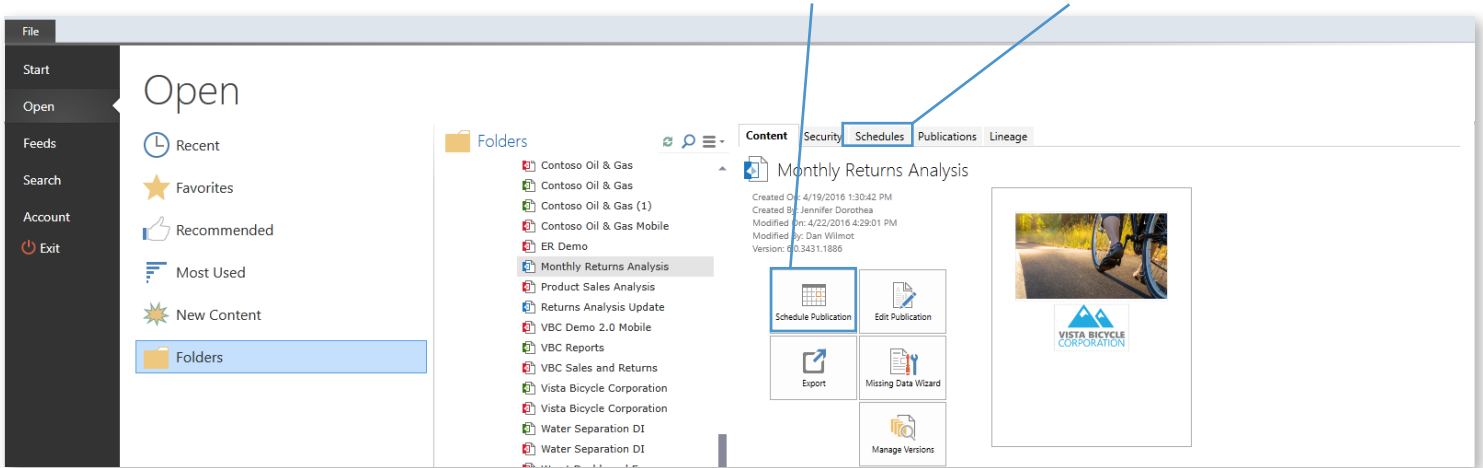 File
Start
Open
Feeds
Search
Account
Exit
Open
Recent
Favorites
Recommended
Most Used
New Content
Folders
Folders
Contoso Oil & Gas
Contoso Oil & Gas
Contoso Oil & Gas (1)
Contoso Oil & Gas Mobile
ER Demo
Monthly Returns Analysis
Product Sales Analysis
Returns Analysis Update
VBC Demo 2.0 Mobile
VBC Reports
VBC Sales and Returns
Vista Bicycle Corporation
Vista Bicycle Corporation
Water Separation DI
Water Separation DI
Content Security Schedules Publications Lineage
Monthly Returns Analysis
Created On: 4/19/2016 1:30:42 PM
Created By: Jennifer Dorothea
Modified On: 4/22/2016 4:29:01 PM
Modified By: Dan Wilmot
Version: 6.0.3431.1886
Schedule Publication
Edit Publication
Export
Missing Data Wizard
Manage Versions
VISTA BICYCLE
CORPORATION